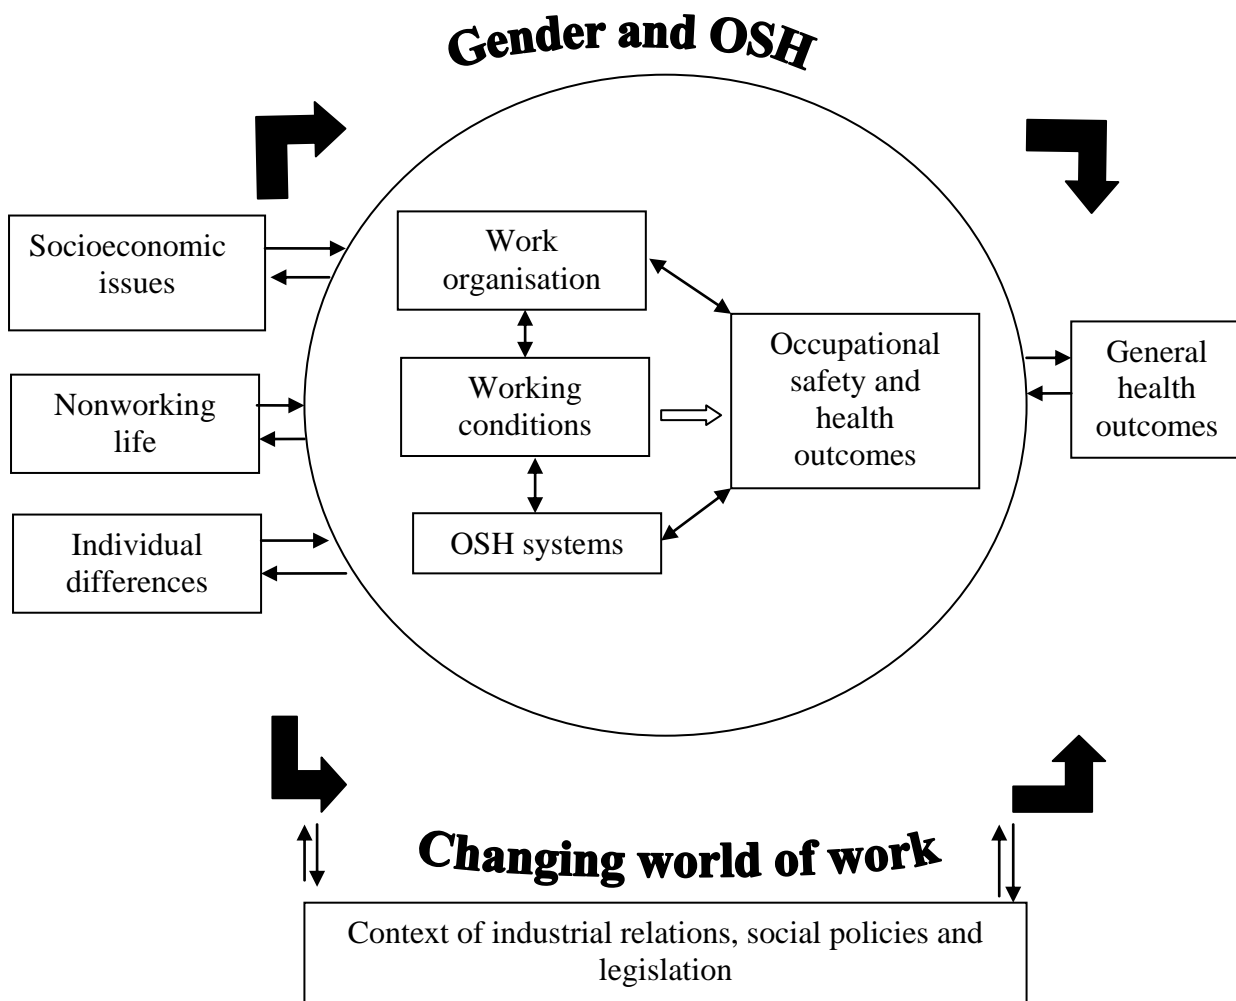 Gender and OSH
Socioeconomic
issues
Nonworking
life
Individual
differences
Work
organisation
Working
conditions
OSH systems
Occupational
safety and
health
outcomes
General
health
outcomes
Changing world of work
Context of industrial relations, social policies and
legislation